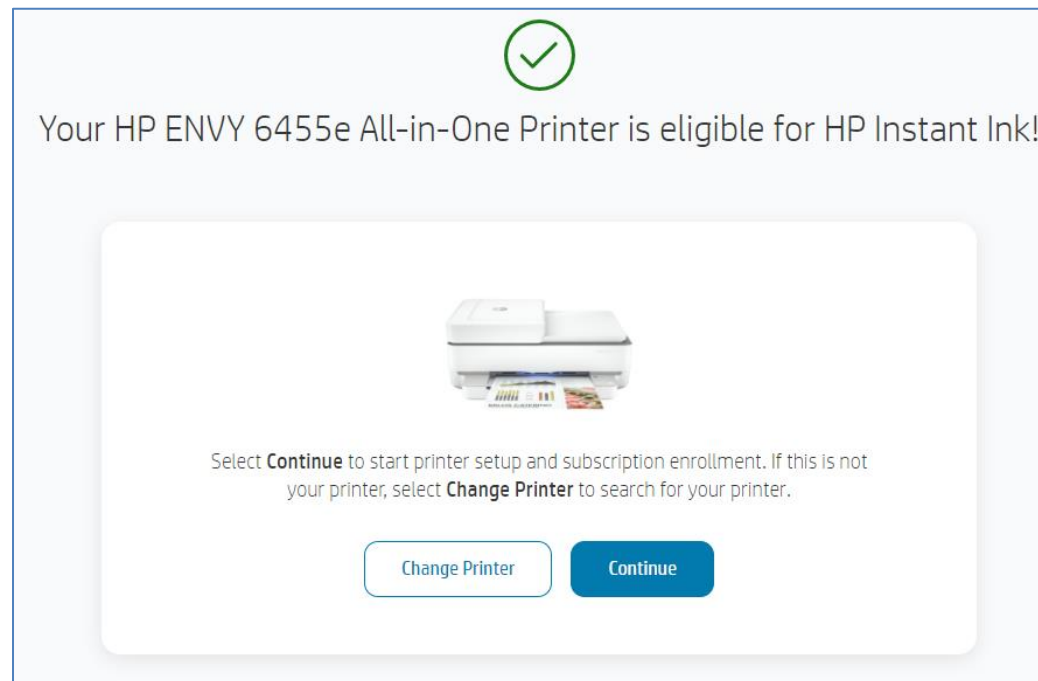 Your HP ENVY 6455e All-in-One Printer is eligible for HP Instant Ink!
Select Continue to start printer setup and subscription enrollment. If this is not
your printer, select Change Printer to search for your printer.
Change Printer
Continue